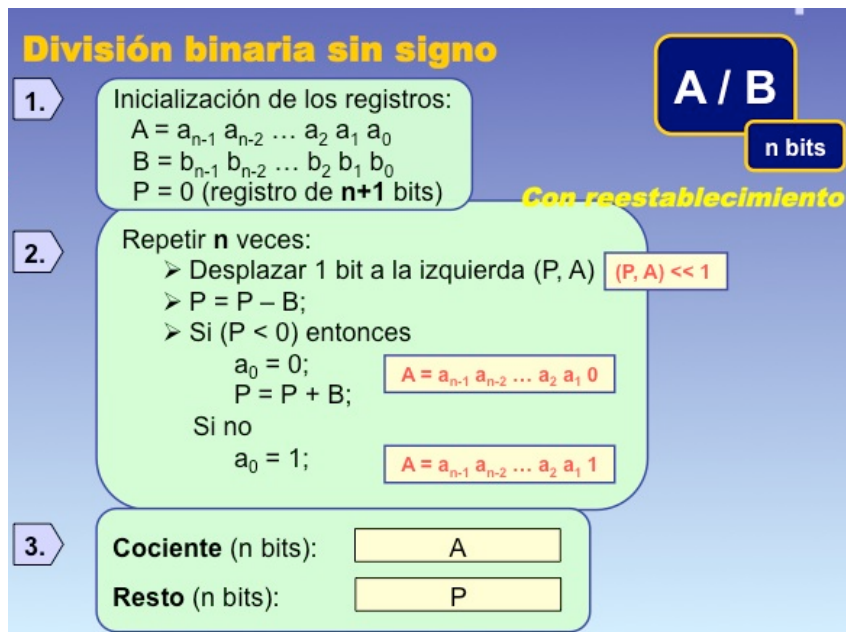 División binaria sin signo
A / B
n bits
1.
Inicialización de los registros:
A = aₙ₋₁ aₙ₋₂ … a₂ a₁ a₀
B = bₙ₋₁ bₙ₋₂ … b₂ b₁ b₀
P = 0 (registro de n+1 bits)
Con reestablecimiento
2.
Repetir n veces:
➢ Desplazar 1 bit a la izquierda (P, A) (P, A) << 1
➢ P = P – B;
➢ Si (P < 0) entonces
a₀ = 0;
P = P + B;
A = aₙ₋₁ aₙ₋₂ … a₂ a₁ 0
Si no
a₀ = 1;
A = aₙ₋₁ aₙ₋₂ … a₂ a₁ 1
3.
Cociente (n bits): A
Resto (n bits): P